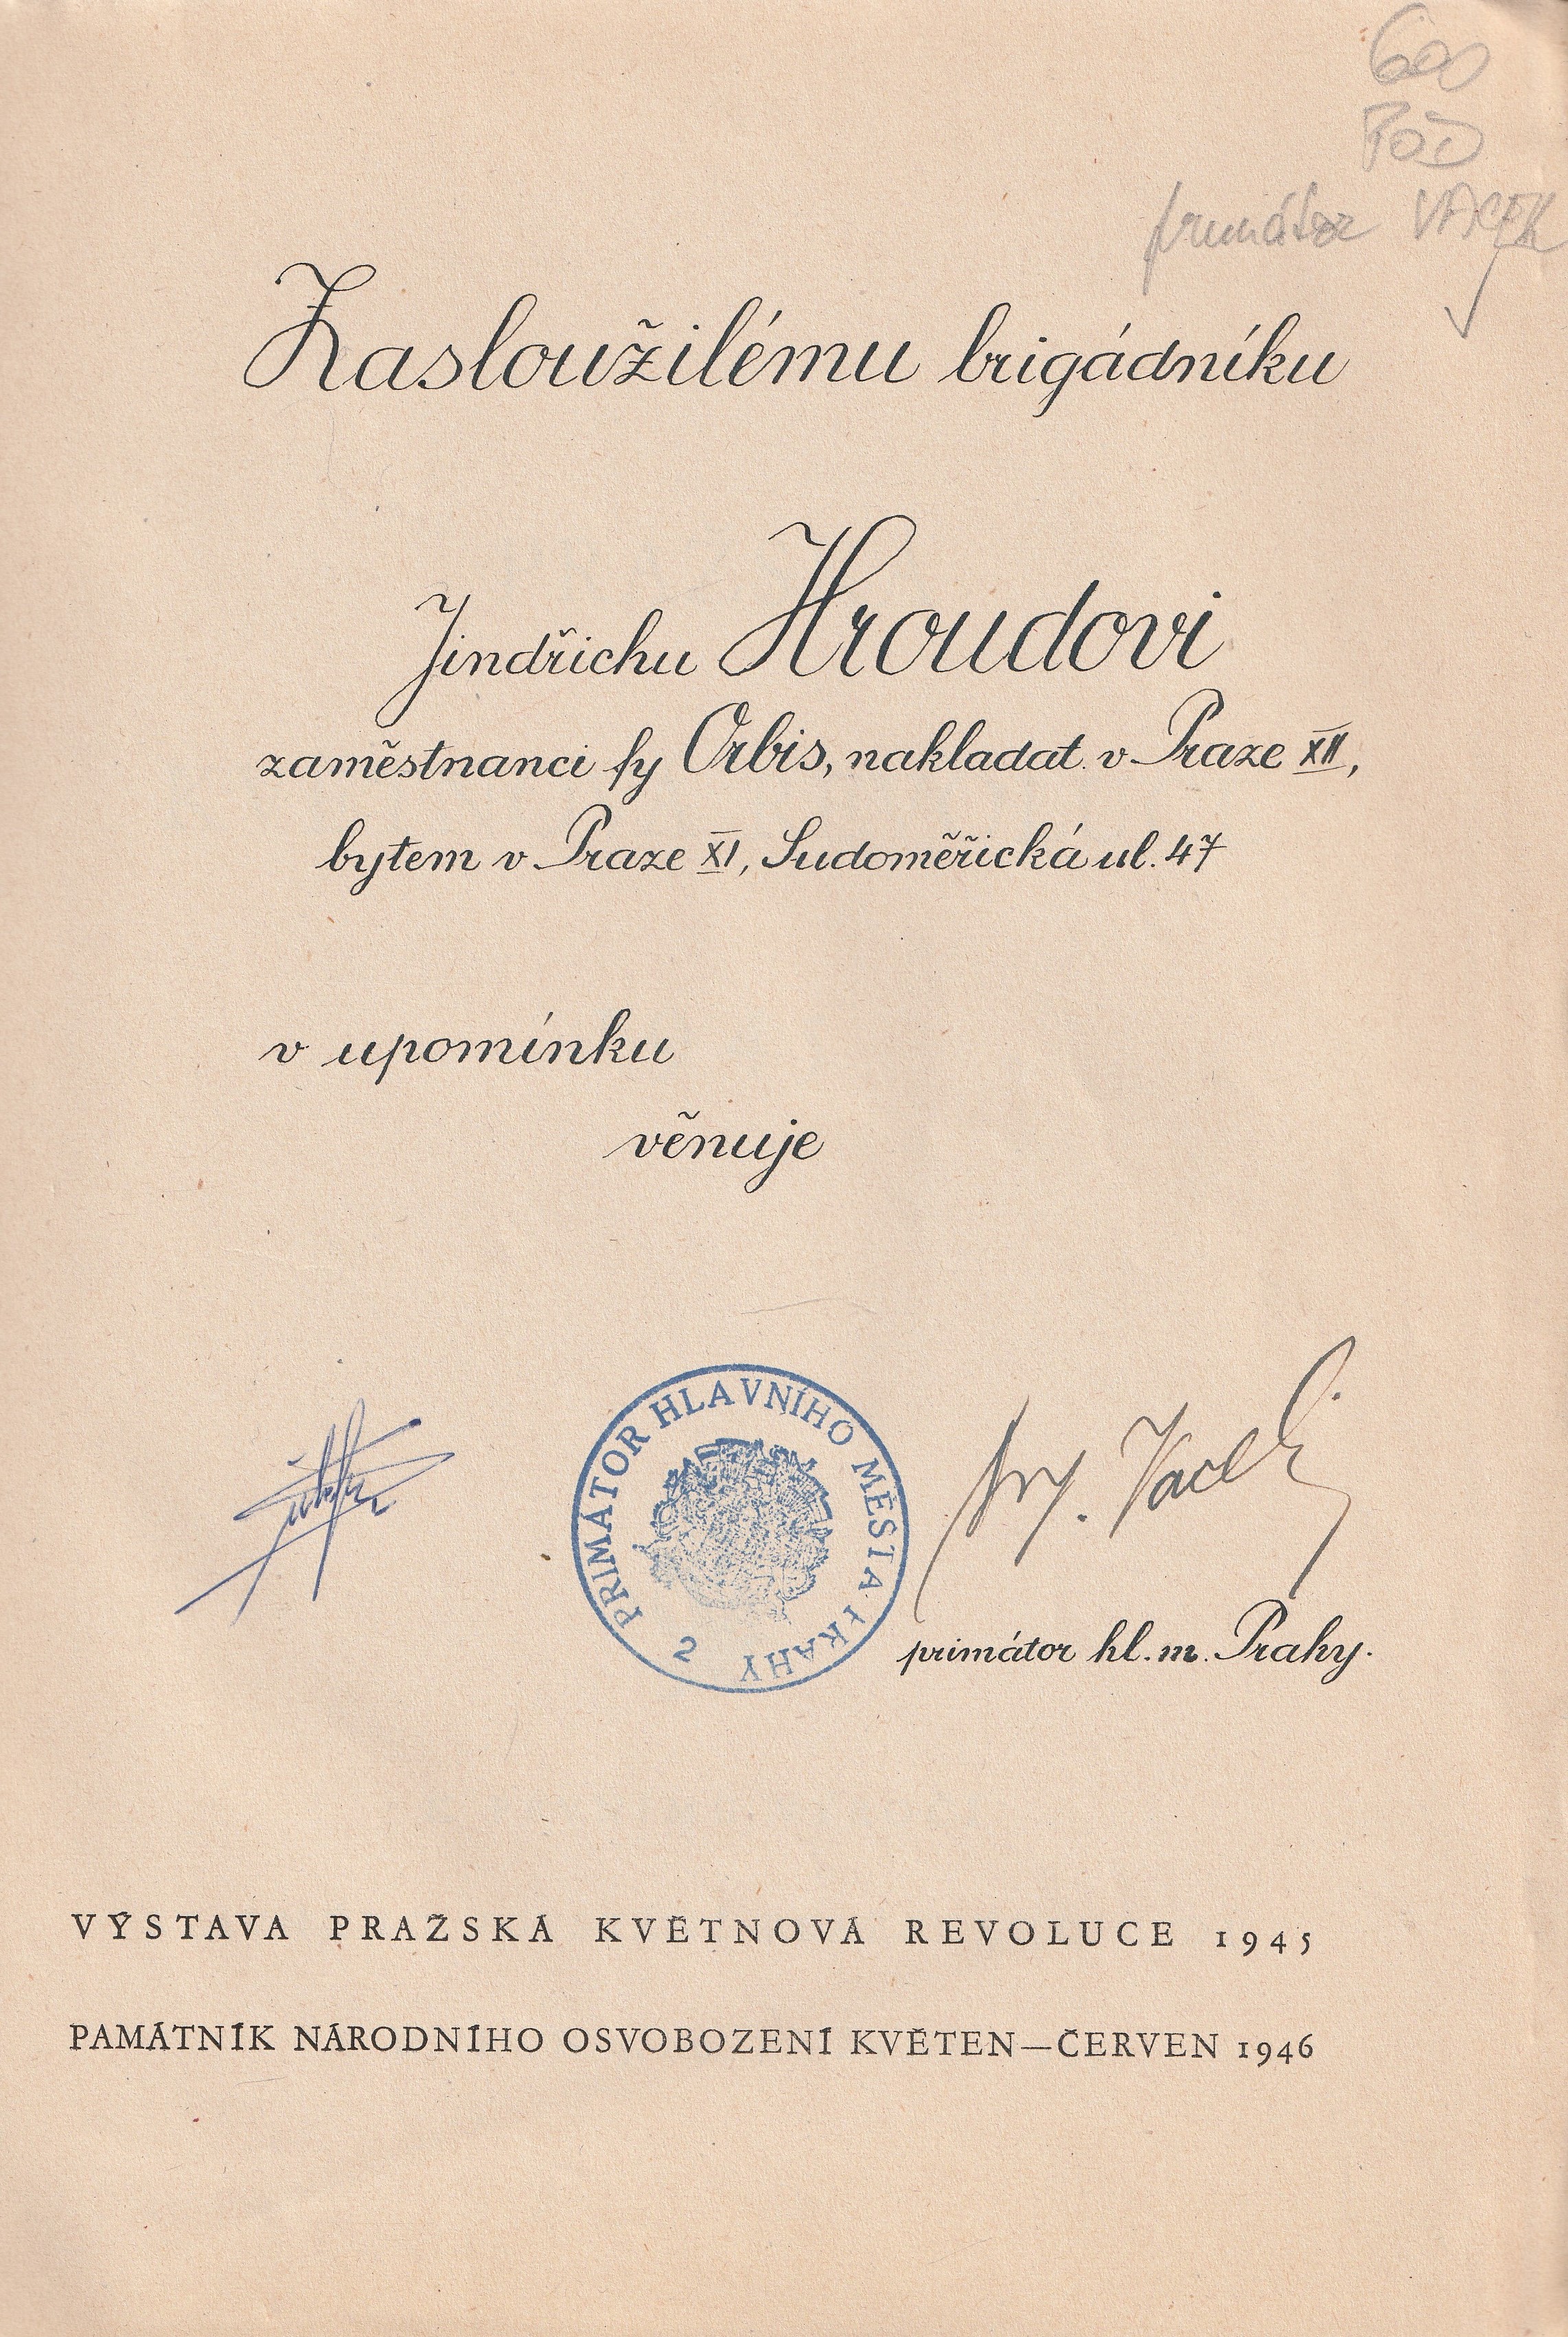 600
POD
primátor VACEK
Zasloužilému brigádníku
Jindřichu Hroudovi
zaměstnanci fy Orbis, nakladat. v Praze XII,
bytem v Praze XI, Sudoměřická ul. 47
v upomínku
věnuje
PRIMÁTOR HLAVNÍHO MĚSTA PRAHY
2
Vacek
primátor hl. m. Prahy.
VÝSTAVA PRAŽSKÁ KVĚTNOVÁ REVOLUCE 1945
PAMÁTNÍK NÁRODNÍHO OSVOBOZENÍ KVĚTEN—ČERVEN 1946